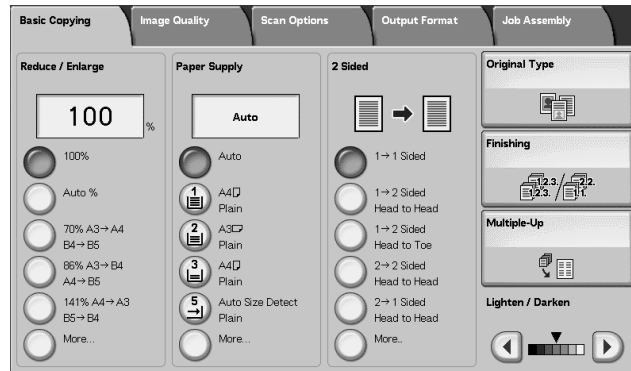 Basic Copying
Image Quality
Scan Options
Output Format
Job Assembly
Reduce / Enlarge
100
%
100%
Auto %
70% A3→A4
B4→B5
86% A3→B4
A4→B5
141% A4→A3
B5→B4
More...
Paper Supply
Auto
Auto
1
A4
Plain
2
A3
Plain
3
A4
Plain
5
Auto Size Detect
Plain
More...
2 Sided
1→1 Sided
1→2 Sided
Head to Head
1→2 Sided
Head to Toe
2→2 Sided
Head to Head
2→1 Sided
Head to Head
More..
Original Type
Finishing
1.2.3. / 2.2.
1.2.3. 1.1.
Multiple-Up
Lighten / Darken